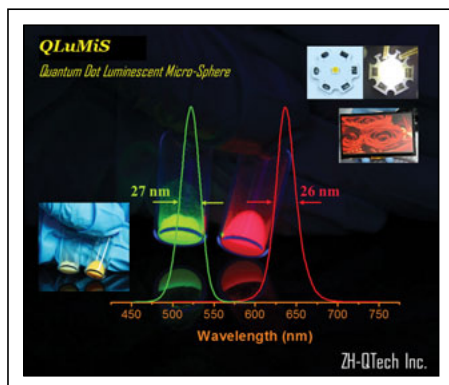 QLuMiS
Quantum Dot Luminescent Micro-Sphere
27 nm
26 nm
450 500 550 600 650 700 750
Wavelength (nm)
ZH-QTech Inc.